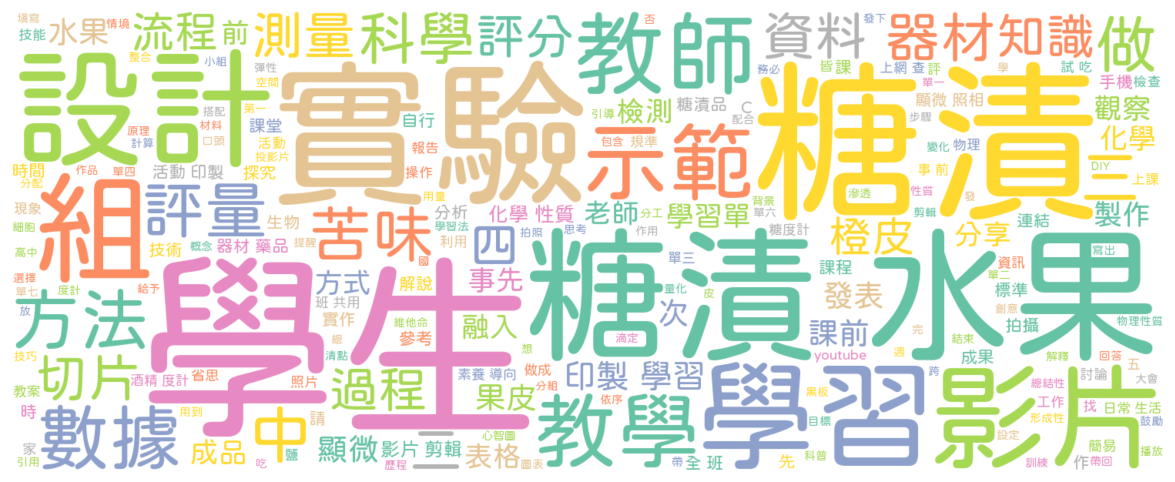 填寫 情境 水果 流程 前 測量 科學 評分 教師 否 資料 器材 知識 發下 做
技能 整合 小組 彈性 空間 設計 實驗 務必 皆 課 糖漬 上網 查 評 單一 學 試 吃 手機 檢查
搭配 第一 引導 檢測 糖漬品 C 配合 顯微 照相 步驟 觀察
原理 材料 計算 口頭 課堂 投影片 自行 示範 包含 規準 變化 物理 化學
時間 分配 作品 單四 活動 印製 活動 探究 報告 操作 滲透 事 前 性質 DIY 二 上課
現象 細胞 高中 組 評量 生物 用量 苦味 分析 學習法 化學 性質 拍照 思考 老師 分工 作用 學習單 背景 單六 糖度計 橙皮 剪輯 發 分享 連結 製作
選擇 單七 度計 給予 技術 概念 器材 藥品 提醒 利用 國 四 糖漬 單三 課程 水果 單二 資訊 寫出
放 方法 方式 解說 事先 量化 皮 發表 標準 創意 物理性質
班 共用 實作 總 維他命 參考 融入 滴定 次 課前 完 拍攝
技巧 切片 酒精 度計 省思 學生 清點 過程 想 做成 youtube 週 成果 結束 解釋 回答 五
教案 時 照片 素養 導向 分組 印製 學習 果皮 依序 黑板 目標 學習 跨 影片 總結性 工作 形成性 找 討論 日常 生活 大會 鼓勵
數據 用到 成品 中 請 鹽 教學 科普 設定 簡易
家 引用 吃 顯微 影片 剪輯 歷程 一 心智圖 表格 圖表 帶 全 班 先 訓練 作 帶回 播放